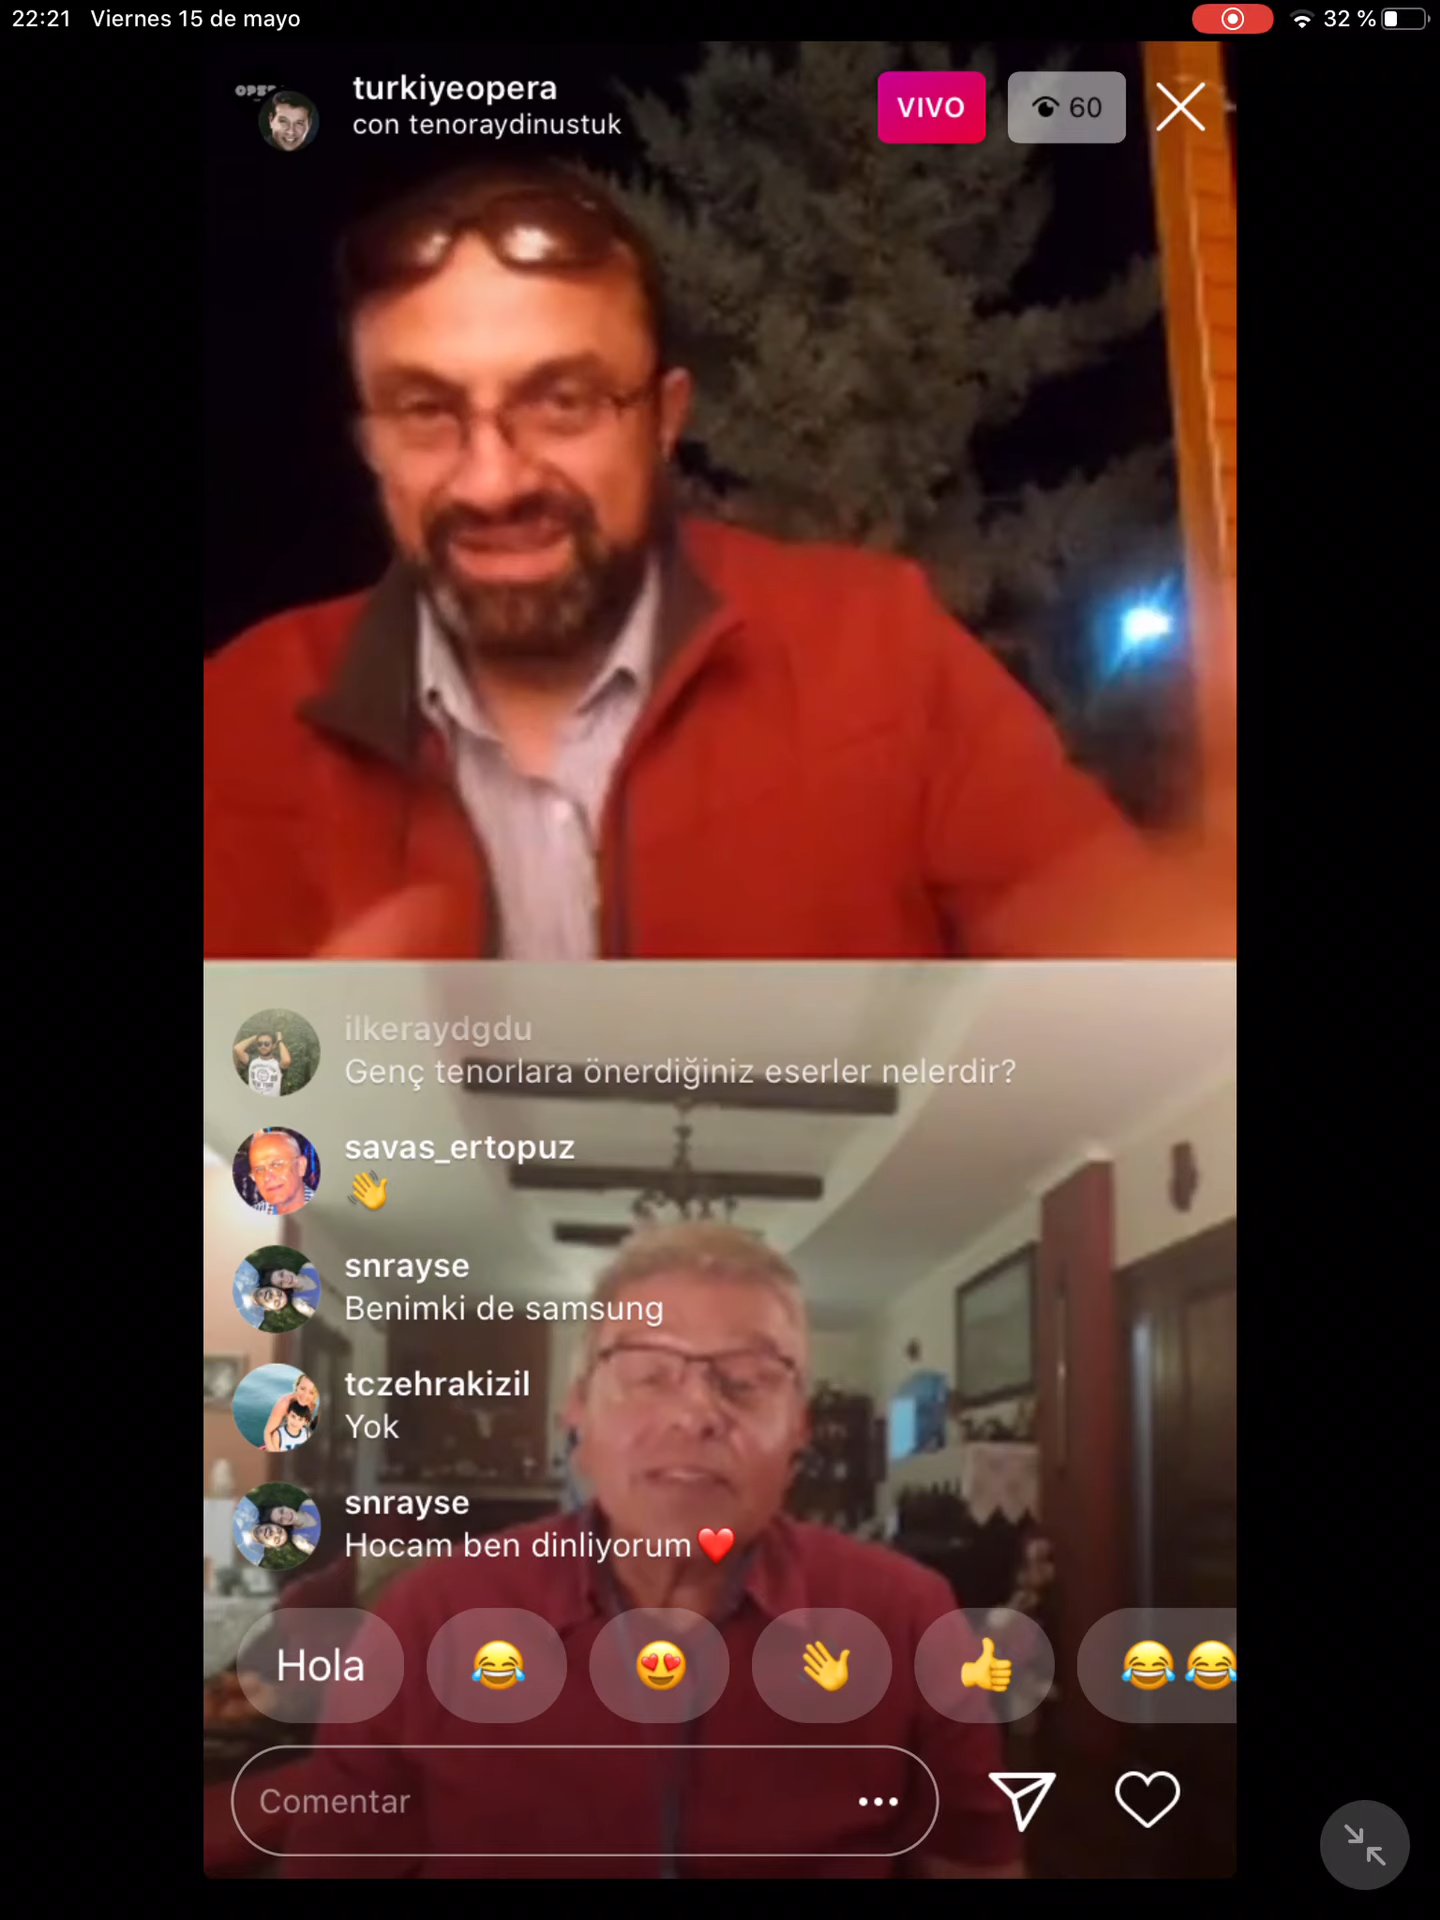 22:21 Viernes 15 de mayo
32 %
turkiyeopera
con tenoraydinustuk
VIVO
60
ilkeraydgdu
Genç tenorlara önerdiğiniz eserler nelerdir?
savas_ertopuz
👋
snrayse
Benimki de samsung
tczehrakizil
Yok
snrayse
Hocam ben dinliyorum❤️
Hola 😂 😍 👋 👍 😂😂
Comentar